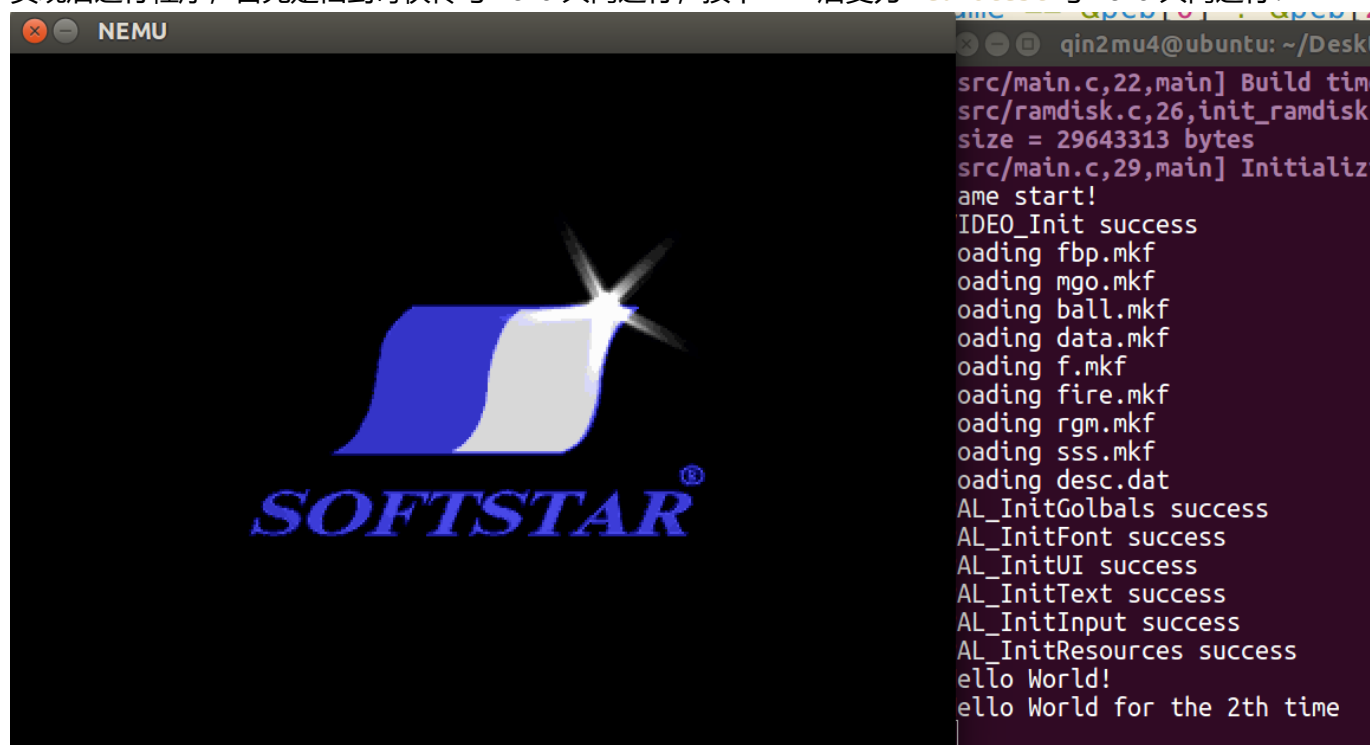 NEMU
qin2mu4@ubuntu: ~/Desk
src/main.c,22,main] Build tim
src/ramdisk.c,26,init_ramdisk
size = 29643313 bytes
src/main.c,29,main] Initializ
ame start!
IDEO_Init success
oading fbp.mkf
oading mgo.mkf
oading ball.mkf
oading data.mkf
oading f.mkf
oading fire.mkf
oading rgm.mkf
oading sss.mkf
oading desc.dat
AL_InitGolbals success
AL_InitFont success
AL_InitUI success
AL_InitText success
AL_InitInput success
AL_InitResources success
ello World!
ello World for the 2th time
SOFTSTAR®